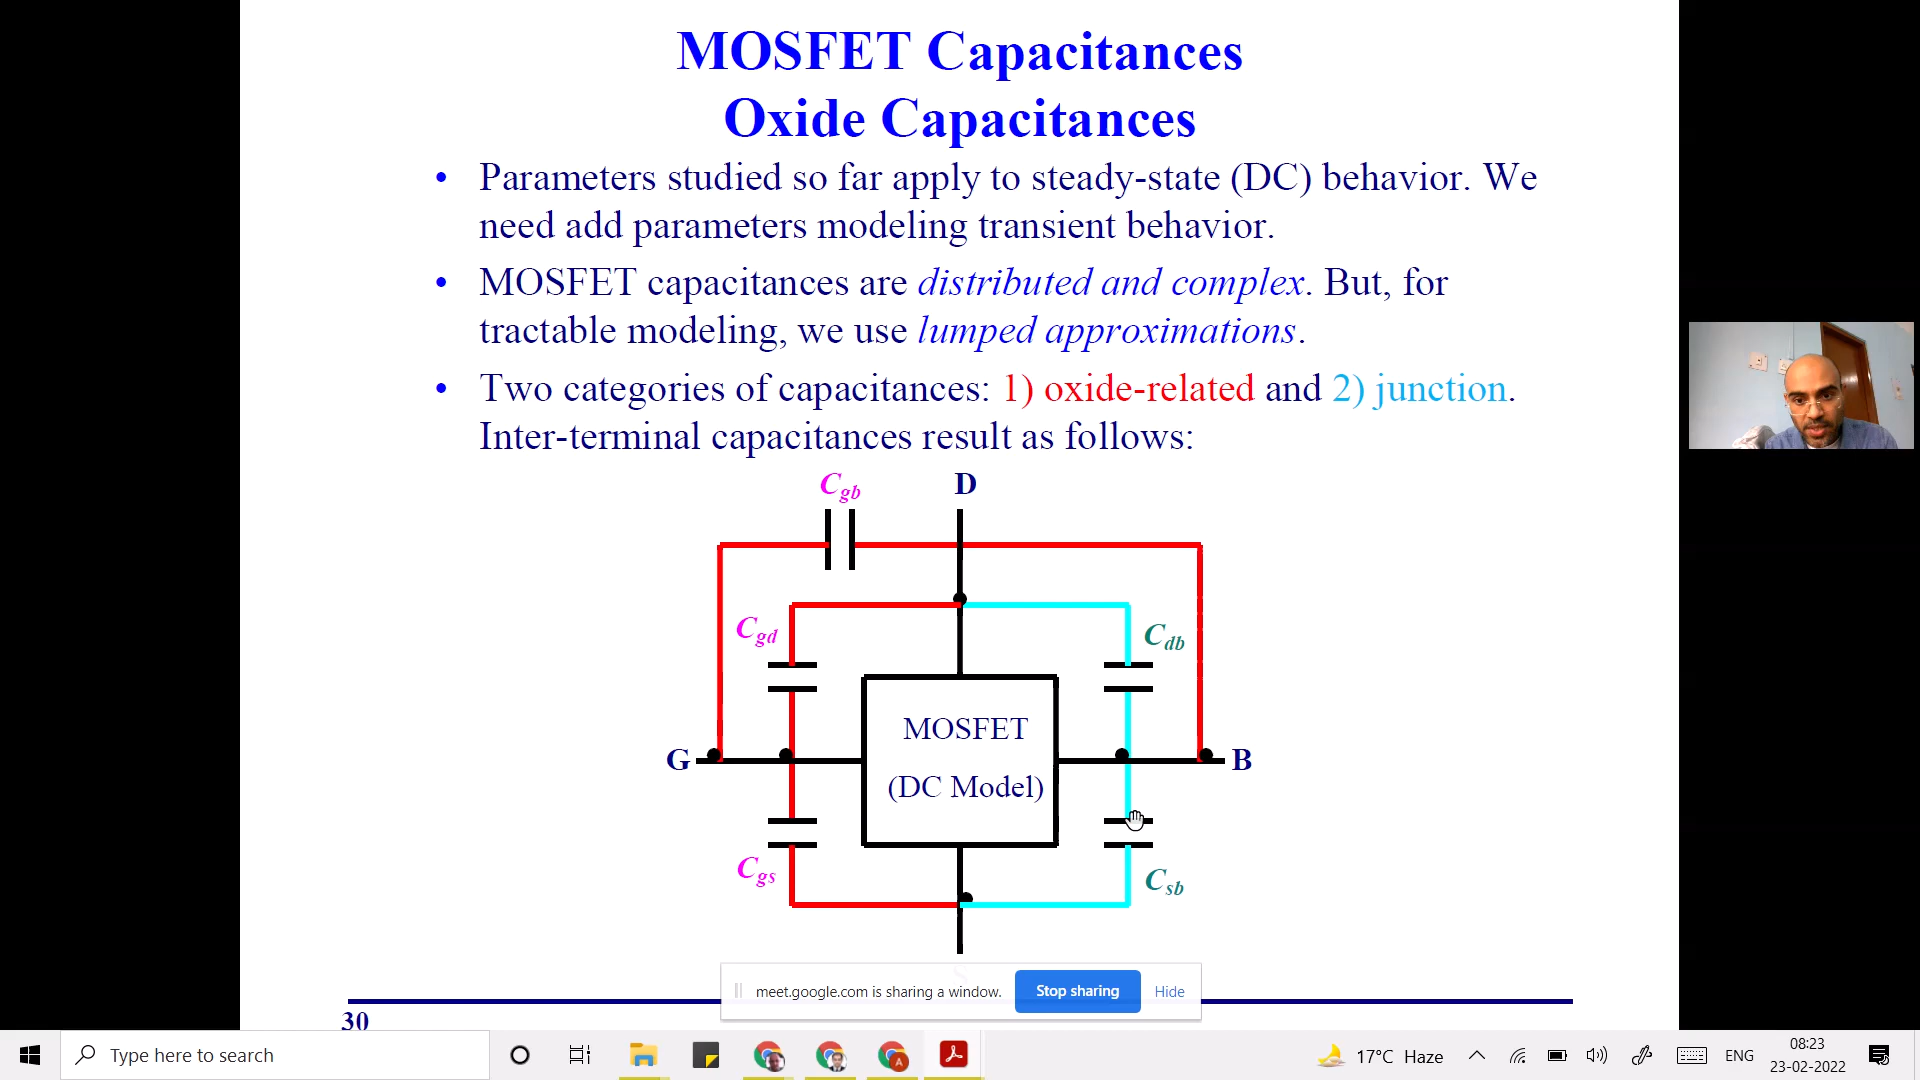 MOSFET Capacitances
Oxide Capacitances
• Parameters studied so far apply to steady-state (DC) behavior. We
need add parameters modeling transient behavior.
• MOSFET capacitances are distributed and complex. But, for
tractable modeling, we use lumped approximations.
• Two categories of capacitances: 1) oxide-related and 2) junction.
Inter-terminal capacitances result as follows:
Cgb
D
Cgd
Cdb
MOSFET
G
B
(DC Model)
Cgs
Csb
meet.google.com is sharing a window.
Stop sharing
Hide
30
Type here to search
17°C Haze
ENG
08:23
23-02-2022